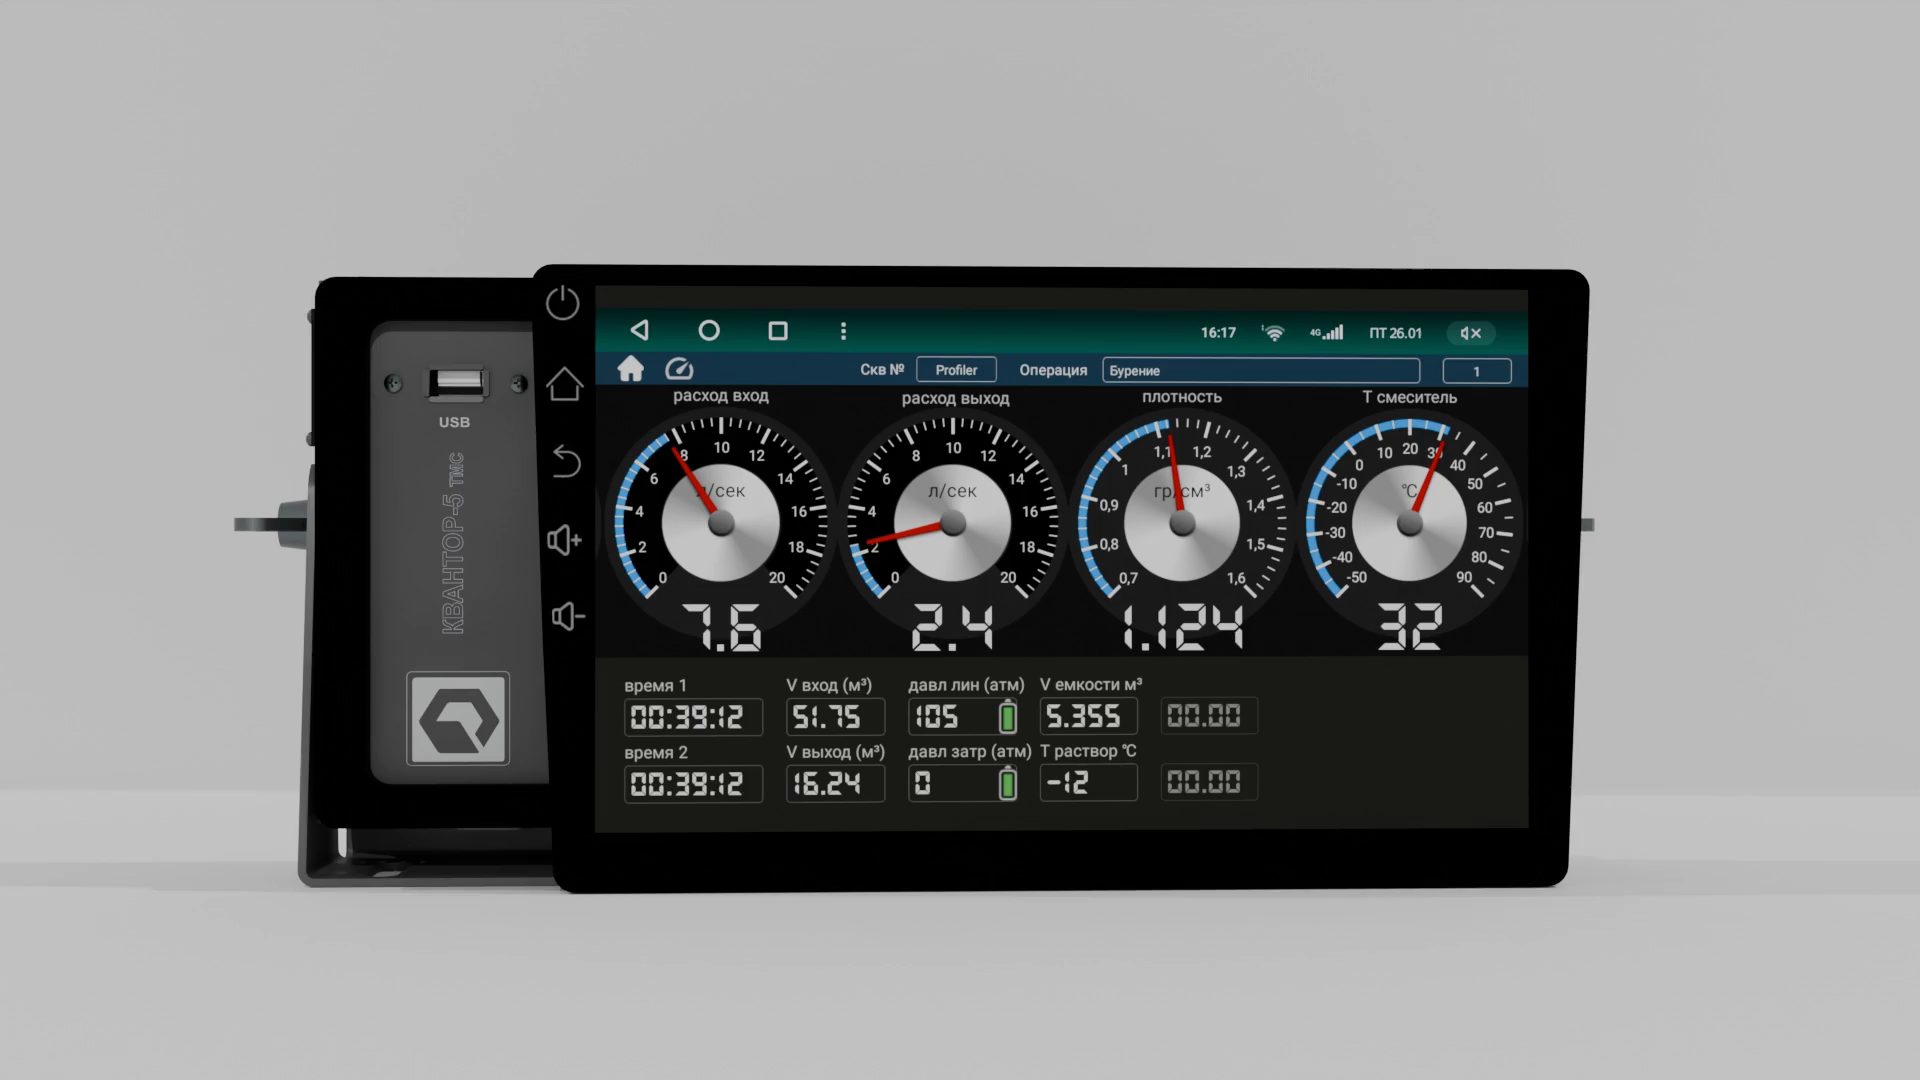 16:17 4G ПТ 26.01
Скв № Profiler Операция Бурение 1
расход вход
6 8 10 12 14
4 16
2 18
0 20
л/сек
7.6
расход выход
6 8 10 12 14
4 16
2 18
0 20
л/сек
2.4
плотность
1 1,1 1,2 1,3
0,9 1,4
0,8 1,5
0,7 1,6
гр/см³
1.124
Т смеситель
0 10 20 30 40
-10 50
-20 60
-30 70
-40 80
-50 90
°C
32
время 1 V вход (м³) давл лин (атм) V емкости м³
00:39:12 51.75 105 5.355 00.00
время 2 V выход (м³) давл затр (атм) Т раствор °C
00:39:12 16.24 0 -12 00.00
USB
КВАНТОР-5 ТМС